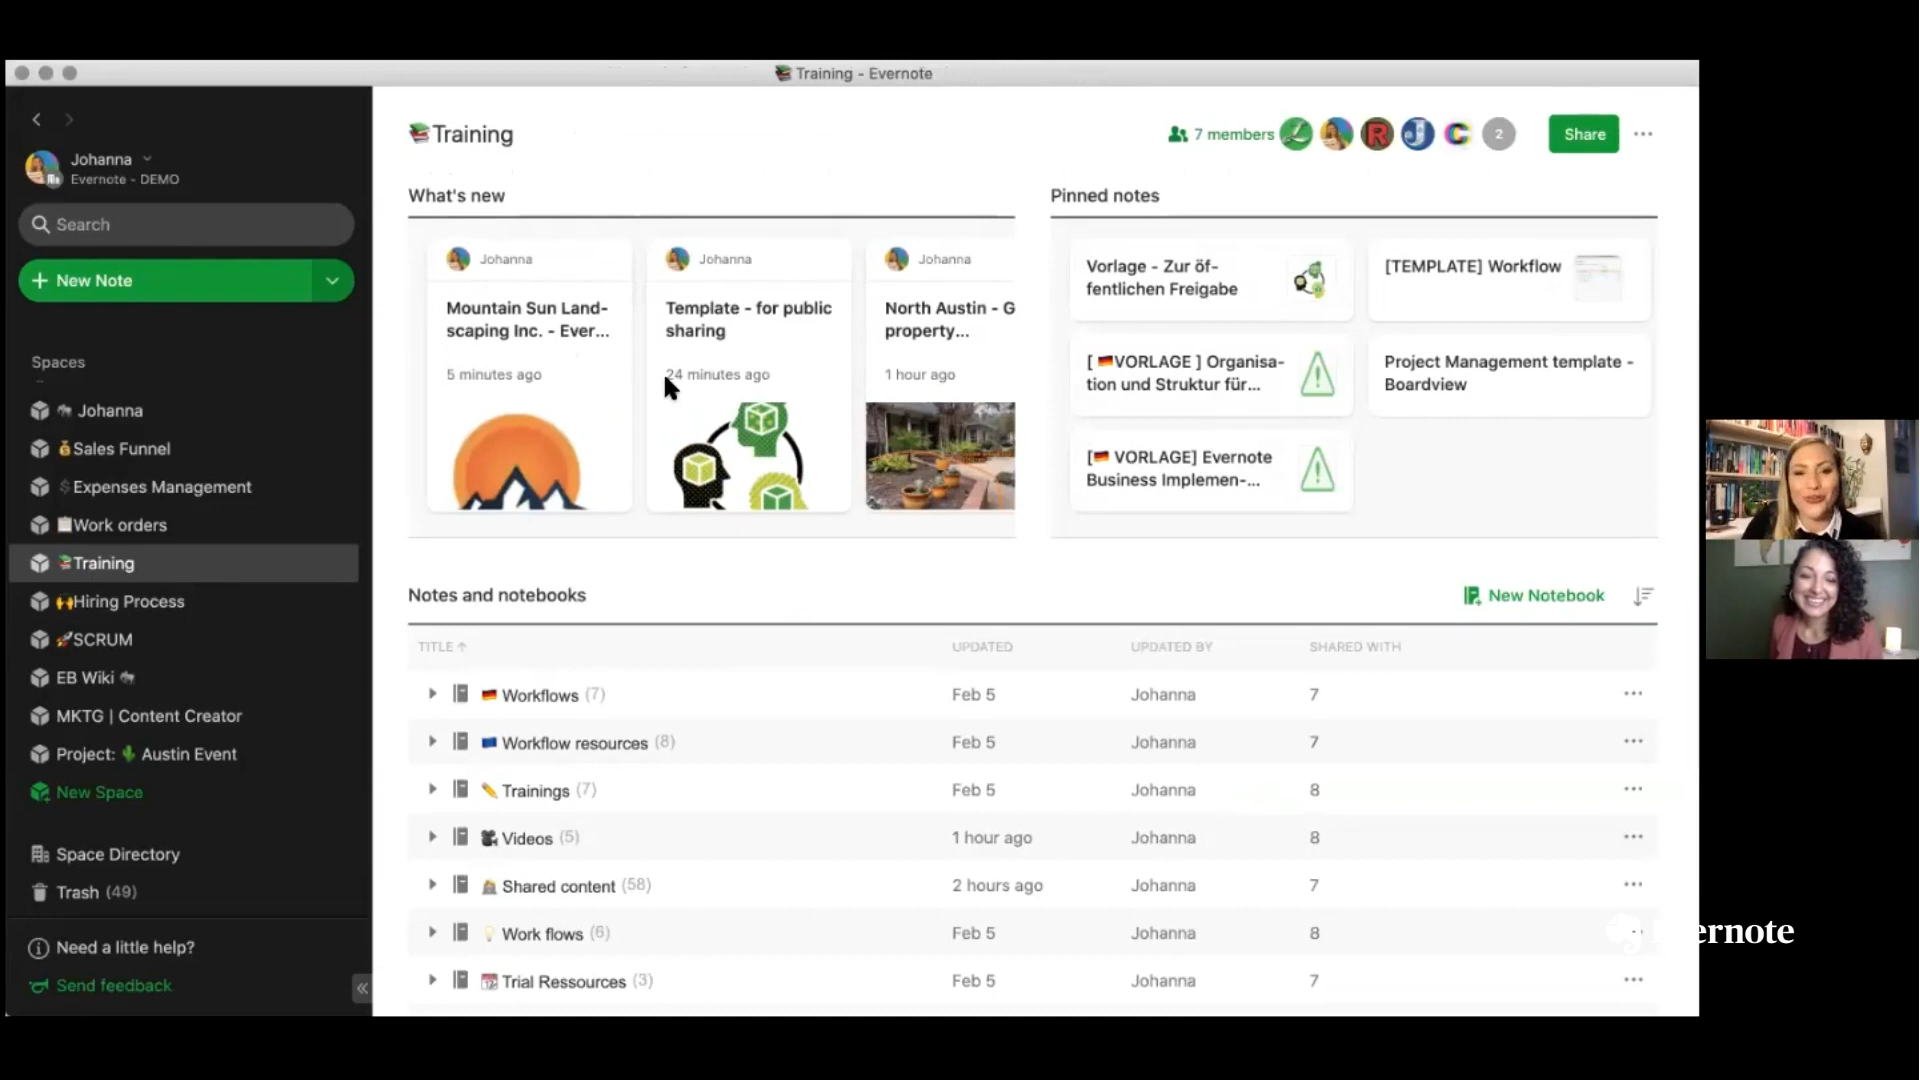 Training - Evernote
Johanna
Evernote - DEMO
Search
New Note
Spaces
Johanna
Sales Funnel
Expenses Management
Work orders
Training
Hiring Process
SCRUM
EB Wiki
MKTG | Content Creator
Project: Austin Event
New Space
Space Directory
Trash (49)
Need a little help?
Send feedback
Training
7 members
R
J
C
2
Share
What's new
Johanna
Mountain Sun Land-
scaping Inc. - Ever...
5 minutes ago
Johanna
Template - for public
sharing
24 minutes ago
Johanna
North Austin - G
property...
1 hour ago
Pinned notes
Vorlage - Zur öf-
fentlichen Freigabe
[TEMPLATE] Workflow
[ VORLAGE ] Organisa-
tion und Struktur für...
Project Management template -
Boardview
[ VORLAGE] Evernote
Business Implemen-...
Notes and notebooks
New Notebook
TITLE UPDATED UPDATED BY SHARED WITH
Workflows (7) Feb 5 Johanna 7
Workflow resources (8) Feb 5 Johanna 7
Trainings (7) Feb 5 Johanna 8
Videos (5) 1 hour ago Johanna 8
Shared content (58) 2 hours ago Johanna 7
Work flows (6) Feb 5 Johanna 8
Trial Ressources (3) Feb 5 Johanna 7
ernote